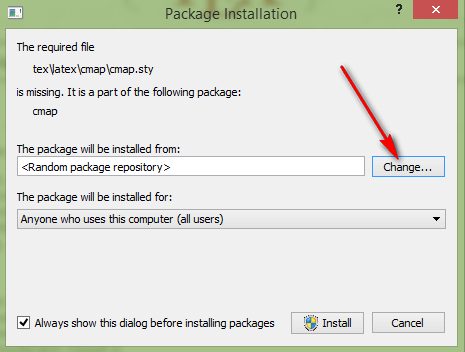 Package Installation
?
The required file
tex\latex\cmap\cmap.sty
is missing. It is a part of the following package:
cmap
The package will be installed from:
<Random package repository>
Change...
The package will be installed for:
Anyone who uses this computer (all users)
Always show this dialog before installing packages
Install
Cancel